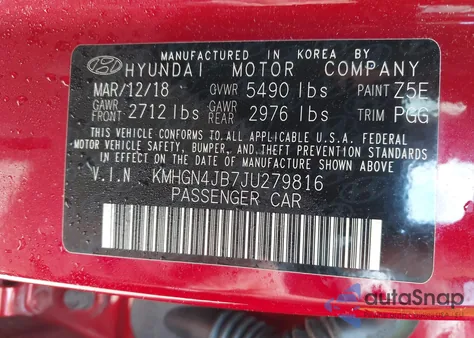 MANUFACTURED IN KOREA BY
HYUNDAI MOTOR COMPANY
MAR/12/18 GVWR 5490 lbs PAINT Z5E
GAWR FRONT 2712 lbs GAWR REAR 2976 lbs TRIM PGG
THIS VEHICLE CONFORMS TO ALL APPLICABLE U.S.A. FEDERAL
MOTOR VEHICLE SAFETY, BUMPER, AND THEFT PREVENTION STANDARDS
IN EFFECT ON THE DATE OF MANUFACTURE SHOWN ABOVE.
V.I.N KMHGN4JB7JU279816
PASSENGER CAR
autoSnap